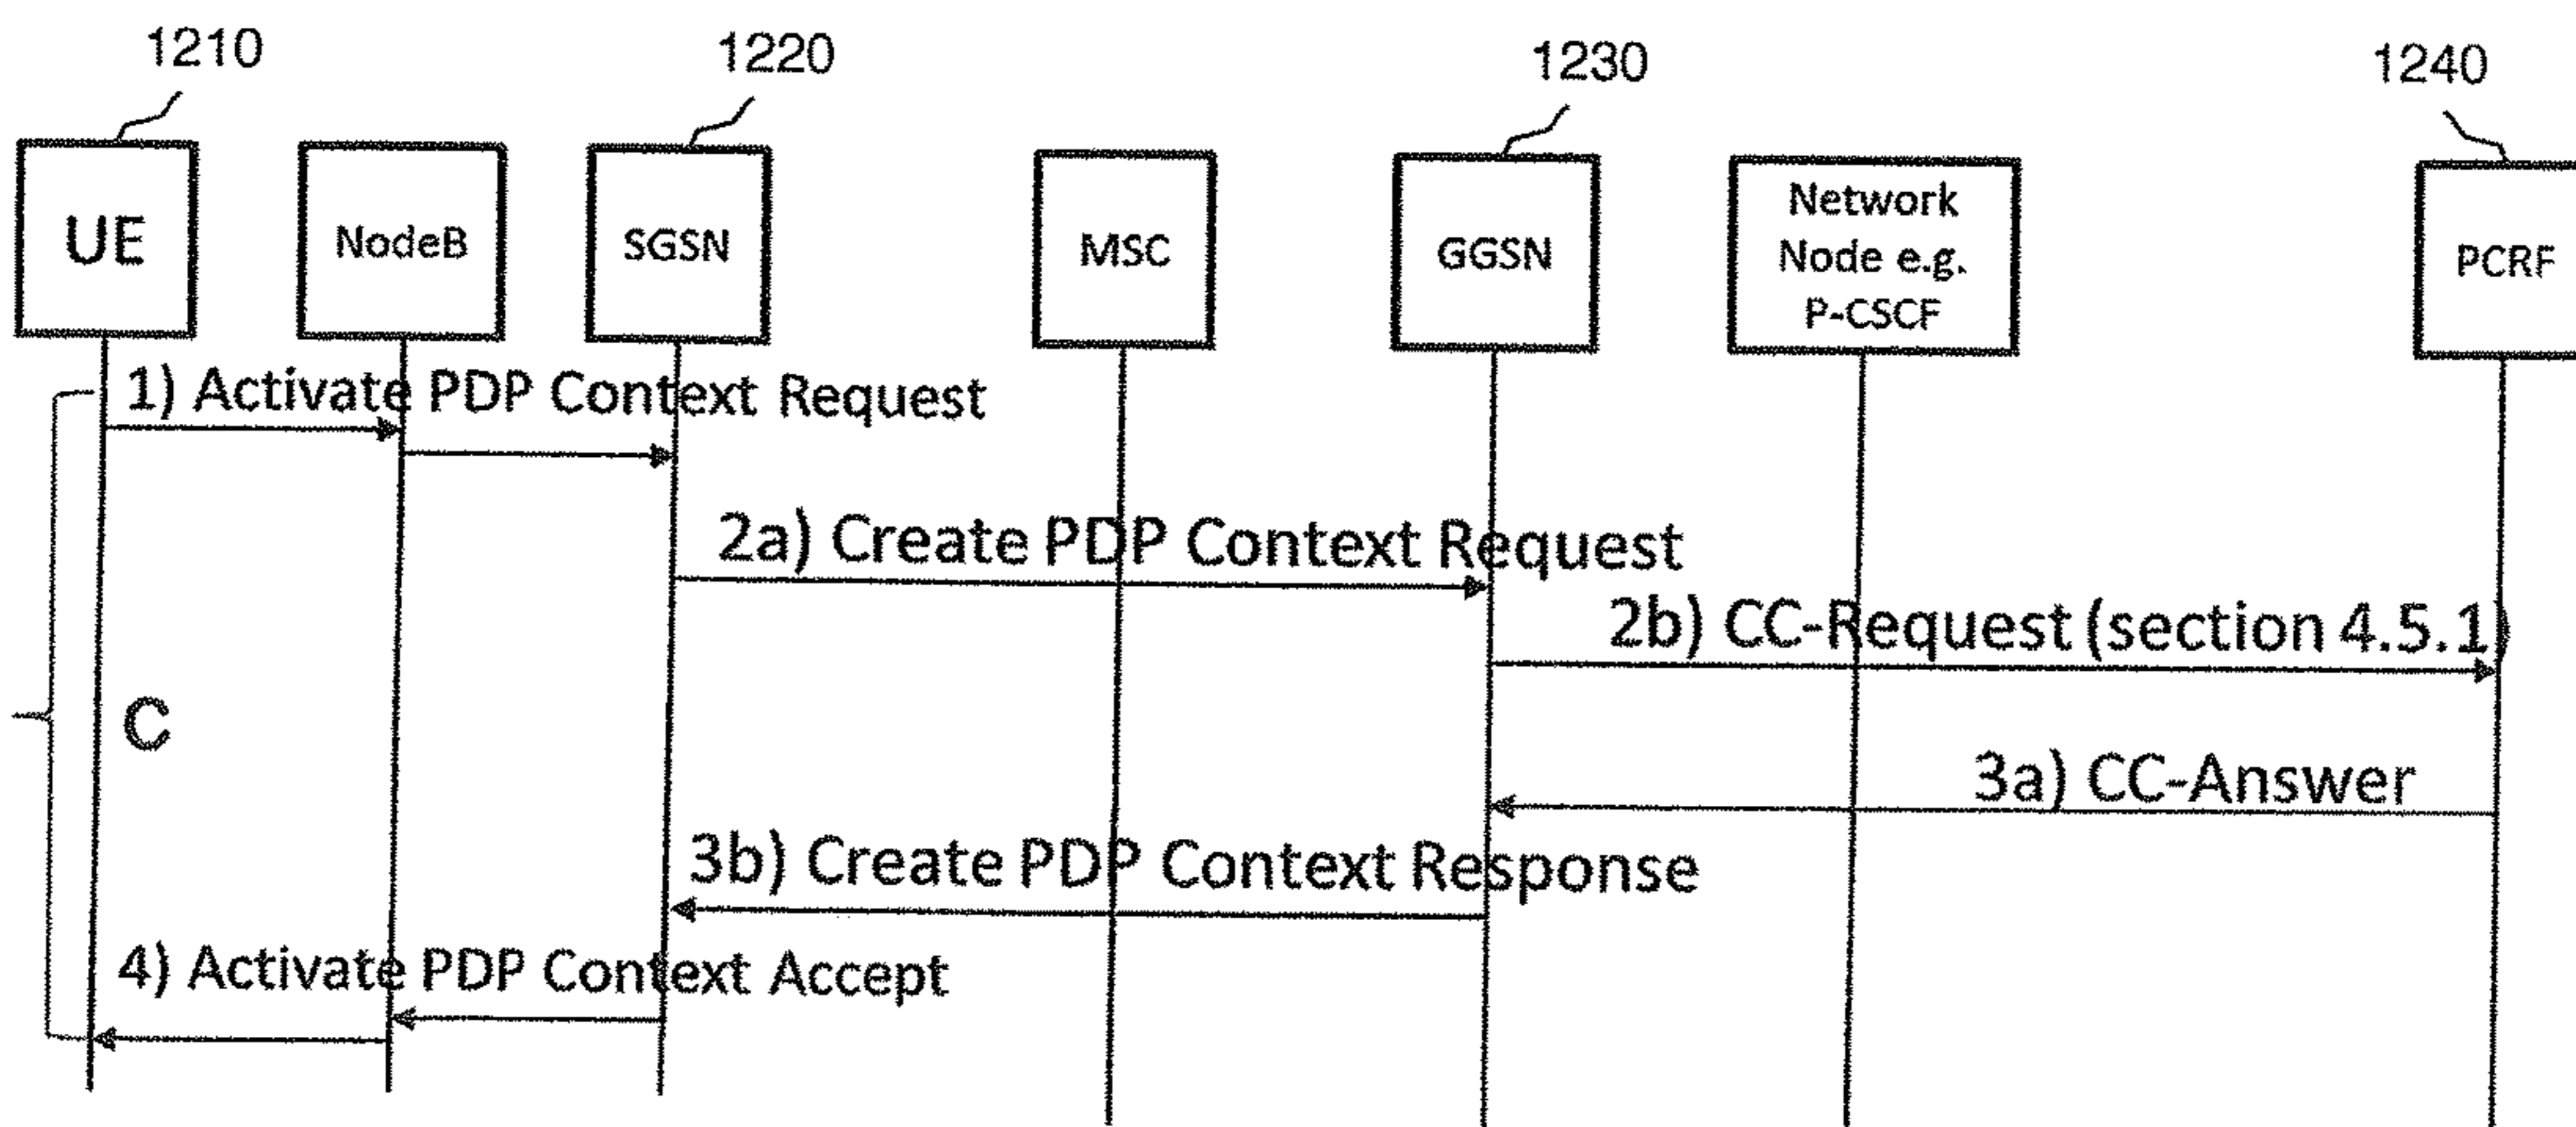 1210
1220
1230
1240
UE
NodeB
SGSN
MSC
GGSN
Network
Node e.g.
P-CSCF
PCRF
1) Activate PDP Context Request
2a) Create PDP Context Request
2b) CC-Request (section 4.5.1)
C
3a) CC-Answer
3b) Create PDP Context Response
4) Activate PDP Context Accept